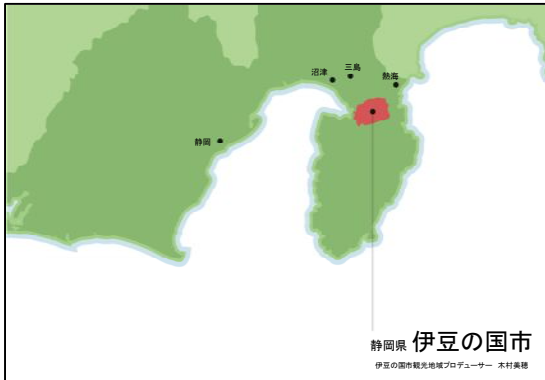 三島
沼津
熱海
静岡
静岡県 伊豆の国市
伊豆の国市観光地域プロデューサー 木村美穂